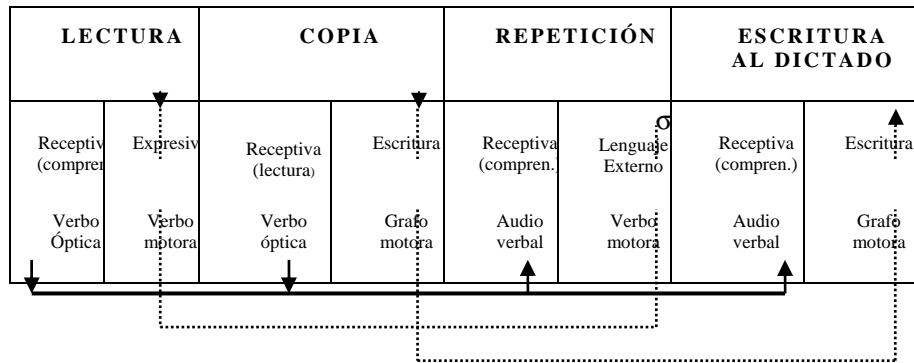 LECTURA
COPIA
REPETICIÓN
ESCRITURA
AL DICTADO
Receptiv
(compren
Verbo
Óptica
Expresiv
Verbo
motora
Receptiva
(lectura)
Verbo
óptica
Escritura
Grafo
motora
Receptiva
(compren.)
Audio
verbal
σ
Lenguaje
Externo
Verbo
motora
Receptiva
(compren.)
Audio
verbal
Escritura
Grafo
motora